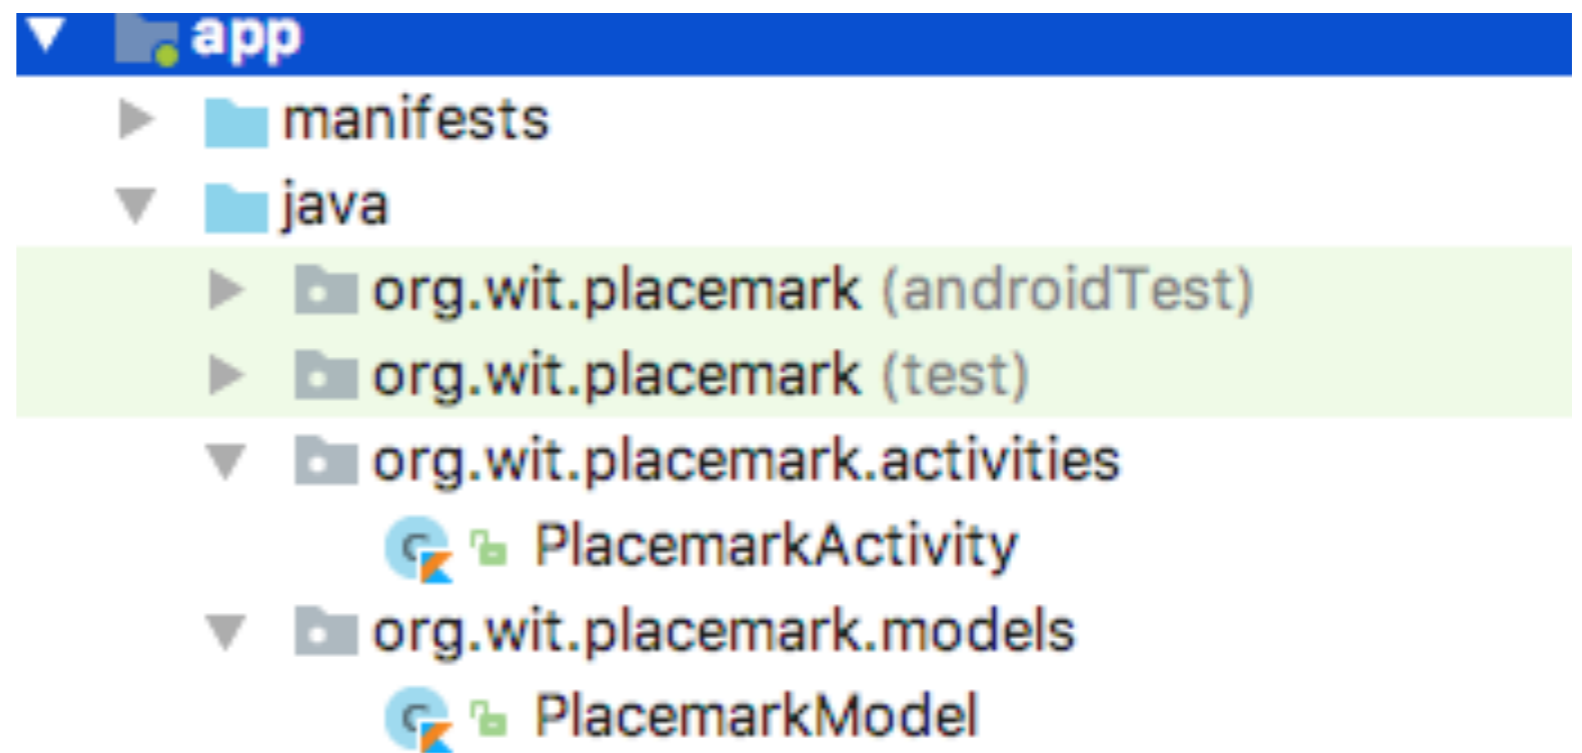 app
manifests
java
org.wit.placemark (androidTest)
org.wit.placemark (test)
org.wit.placemark.activities
PlacemarkActivity
org.wit.placemark.models
PlacemarkModel